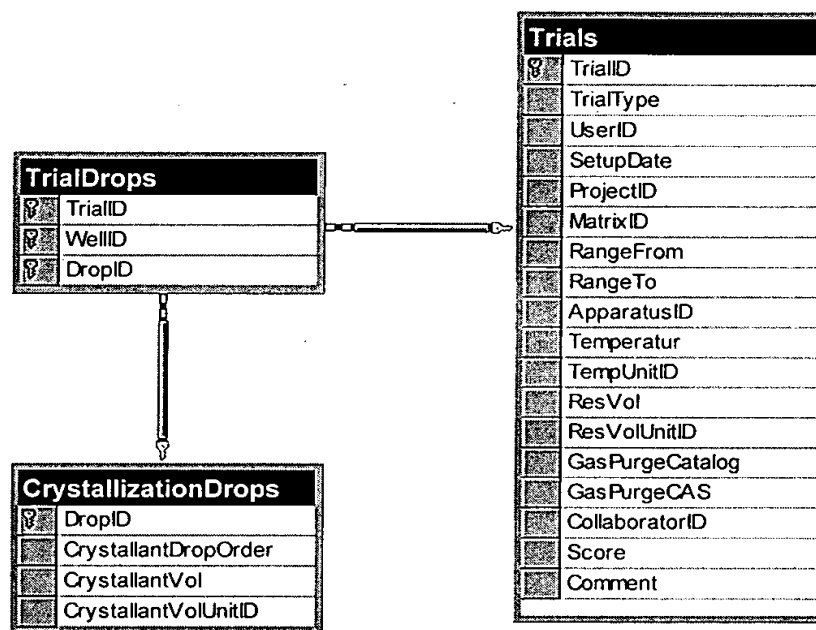 Trials
TrialID
TrialType
UserID
SetupDate
ProjectID
MatrixID
RangeFrom
RangeTo
ApparatusID
Temperatur
TempUnitID
ResVol
ResVolUnitID
GasPurgeCatalog
GasPurgeCAS
CollaboratorID
Score
Comment
TrialDrops
TrialID
WellID
DropID
CrystallizationDrops
DropID
CrystallantDropOrder
CrystallantVol
CrystallantVolUnitID